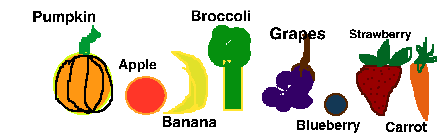 Pumpkin
Apple
Banana
Broccoli
Grapes
Blueberry
Strawberry
Carrot